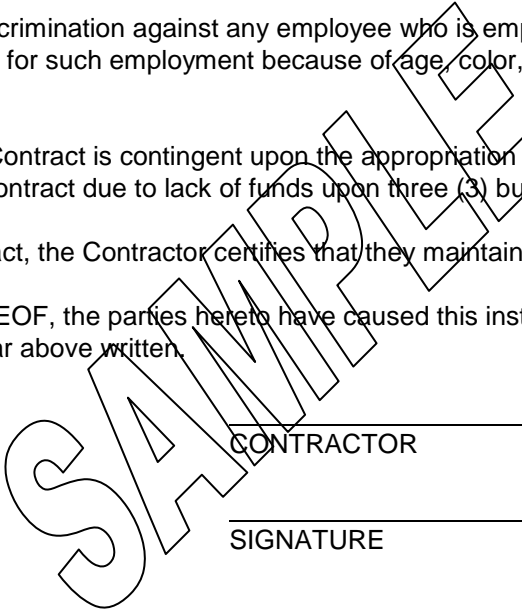 crimination against any employee who is emp
for such employment because of age, color,
Contract is contingent upon the appropriation
ontract due to lack of funds upon three (3) bu
act, the Contractor certifies that they maintain
EOF, the parties hereto have caused this inst
ar above written.
CONTRACTOR
SIGNATURE
SAMPLE